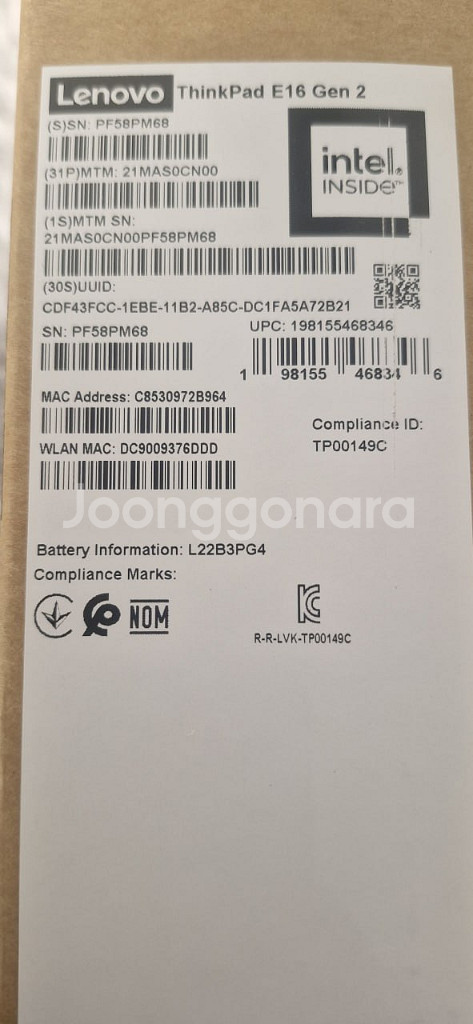 Lenovo ThinkPad E16 Gen 2
(S)SN: PF58PM68
(31P)MTM: 21MAS0CN00
(1S)MTM SN:
21MAS0CN00PF58PM68
intel.
INSIDE™
(30S)UUID:
CDF43FCC-1EBE-11B2-A85C-DC1FA5A72B21
SN: PF58PM68
UPC: 198155468346
1 98155 46834 6
MAC Address: C8530972B964
WLAN MAC: DC9009376DDD
Compliance ID:
TP00149C
Joonggonara
Battery Information: L22B3PG4
Compliance Marks:
NOM
R-R-LVK-TP00149C